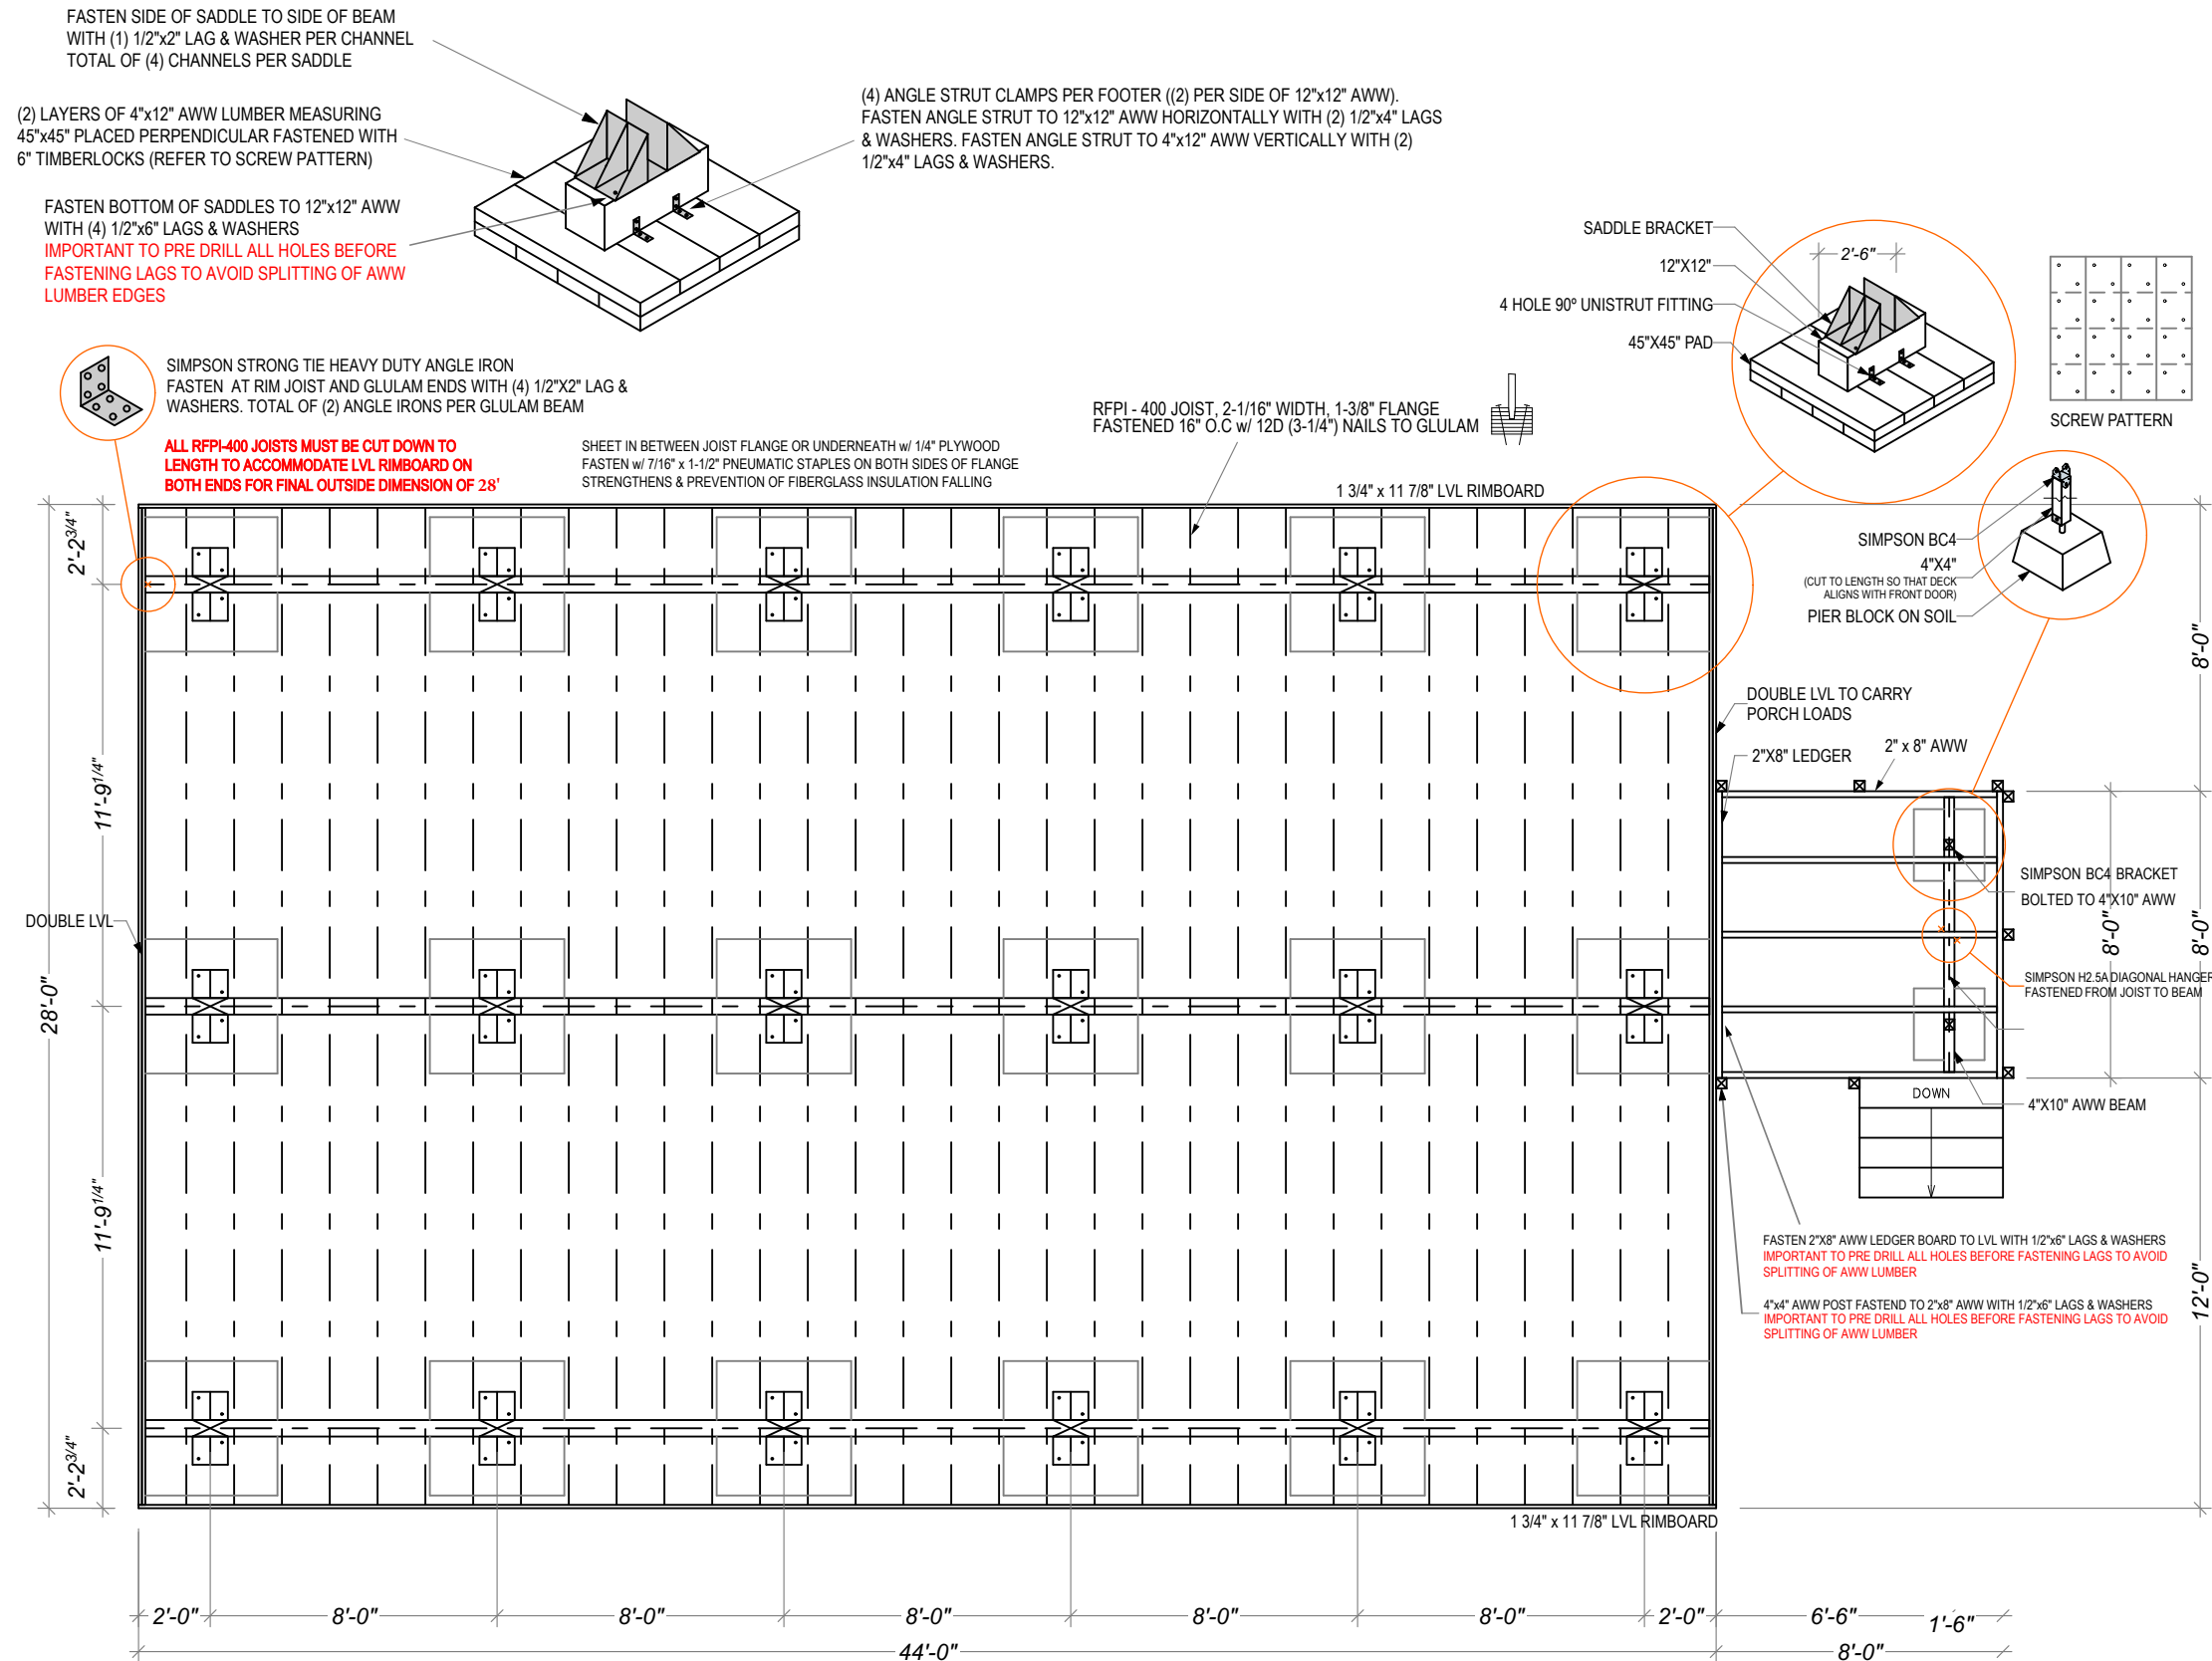 FASTEN SIDE OF SADDLE TO SIDE OF BEAM
WITH (1) 1/2"x2" LAG & WASHER PER CHANNEL
TOTAL OF (4) CHANNELS PER SADDLE
(2) LAYERS OF 4"x12" AWW LUMBER MEASURING
45"x45" PLACED PERPENDICULAR FASTENED WITH
6" TIMBERLOCKS (REFER TO SCREW PATTERN)
FASTEN BOTTOM OF SADDLES TO 12"x12" AWW
WITH (4) 1/2"x6" LAGS & WASHERS
IMPORTANT TO PRE DRILL ALL HOLES BEFORE
FASTENING LAGS TO AVOID SPLITTING OF AWW
LUMBER EDGES
(4) ANGLE STRUT CLAMPS PER FOOTER ((2) PER SIDE OF 12"x12" AWW).
FASTEN ANGLE STRUT TO 12"x12" AWW HORIZONTALLY WITH (2) 1/2"x4" LAGS
& WASHERS. FASTEN ANGLE STRUT TO 4"x12" AWW VERTICALLY WITH (2)
1/2"x4" LAGS & WASHERS.
SADDLE BRACKET
12"X12"
4 HOLE 90º UNISTRUT FITTING
45"X45" PAD
2'-6"
SCREW PATTERN
SIMPSON STRONG TIE HEAVY DUTY ANGLE IRON
FASTEN AT RIM JOIST AND GLULAM ENDS WITH (4) 1/2"X2" LAG &
WASHERS. TOTAL OF (2) ANGLE IRONS PER GLULAM BEAM
ALL RFPI-400 JOISTS MUST BE CUT DOWN TO
LENGTH TO ACCOMMODATE LVL RIMBOARD ON
BOTH ENDS FOR FINAL OUTSIDE DIMENSION OF 28'
SHEET IN BETWEEN JOIST FLANGE OR UNDERNEATH w/ 1/4" PLYWOOD
FASTEN w/ 7/16" x 1-1/2" PNEUMATIC STAPLES ON BOTH SIDES OF FLANGE
STRENGTHENS & PREVENTION OF FIBERGLASS INSULATION FALLING
RFPI - 400 JOIST, 2-1/16" WIDTH, 1-3/8" FLANGE
FASTENED 16" O.C w/ 12D (3-1/4") NAILS TO GLULAM
1 3/4" x 11 7/8" LVL RIMBOARD
SIMPSON BC4
4"X4"
(CUT TO LENGTH SO THAT DECK
ALIGNS WITH FRONT DOOR)
PIER BLOCK ON SOIL
2'-2 3/4"
11'-9 1/4"
28'-0"
11'-9 1/4"
2'-2 3/4"
DOUBLE LVL
DOUBLE LVL TO CARRY
PORCH LOADS
2"X8" LEDGER
2" x 8" AWW
8'-0"
SIMPSON BC4 BRACKET
BOLTED TO 4"X10" AWW
8'-0"
8'-0"
SIMPSON H2.5A DIAGONAL HANGER
FASTENED FROM JOIST TO BEAM
DOWN
4"X10" AWW BEAM
12'-0"
FASTEN 2"X8" AWW LEDGER BOARD TO LVL WITH 1/2"x6" LAGS & WASHERS
IMPORTANT TO PRE DRILL ALL HOLES BEFORE FASTENING LAGS TO AVOID
SPLITTING OF AWW LUMBER
4"x4" AWW POST FASTEND TO 2"x8" AWW WITH 1/2"x6" LAGS & WASHERS
IMPORTANT TO PRE DRILL ALL HOLES BEFORE FASTENING LAGS TO AVOID
SPLITTING OF AWW LUMBER
1 3/4" x 11 7/8" LVL RIMBOARD
2'-0" 8'-0" 8'-0" 8'-0" 8'-0" 8'-0" 2'-0" 6'-6" 1'-6"
44'-0" 8'-0"